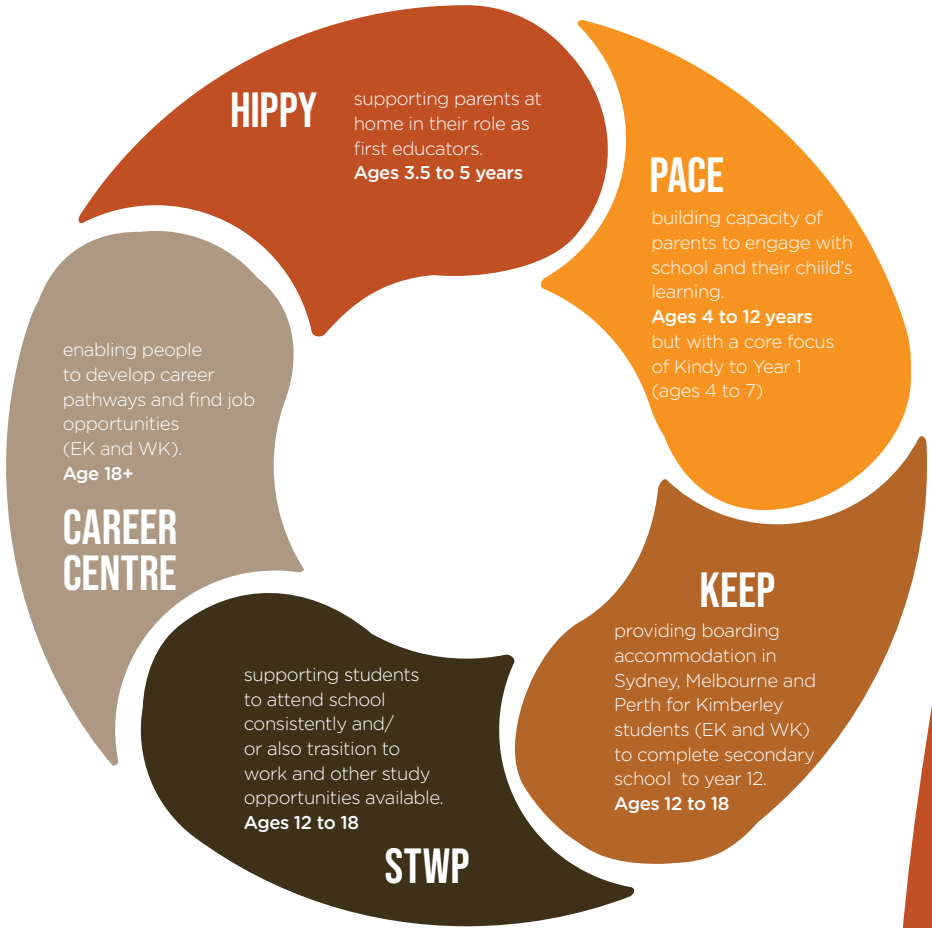 HIPPY
supporting parents at
home in their role as
first educators.
Ages 3.5 to 5 years
PACE
building capacity of
parents to engage with
school and their chiild's
learning.
Ages 4 to 12 years
but with a core focus
of Kindy to Year 1
(ages 4 to 7)
KEEP
providing boarding
accommodation in
Sydney, Melbourne and
Perth for Kimberley
students (EK and WK)
to complete secondary
school to year 12.
Ages 12 to 18
supporting students
to attend school
consistently and/
or also trasition to
work and other study
opportunities available.
Ages 12 to 18
STWP
enabling people
to develop career
pathways and find job
opportunities
(EK and WK).
Age 18+
CAREER
CENTRE